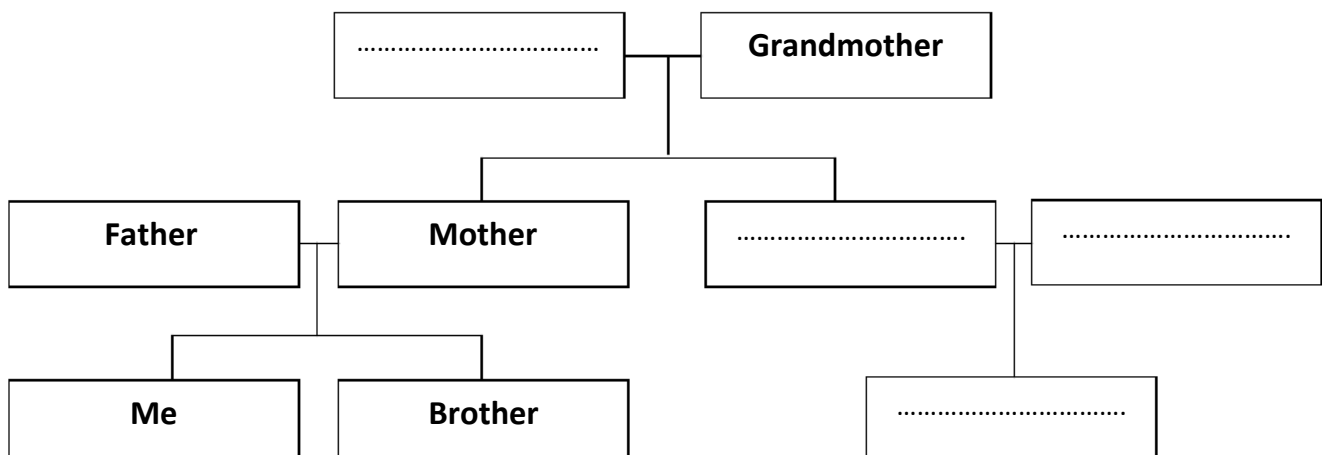 ……………………………… Grandmother
Father Mother ……………………………. …………………………….
Me Brother …………………………….